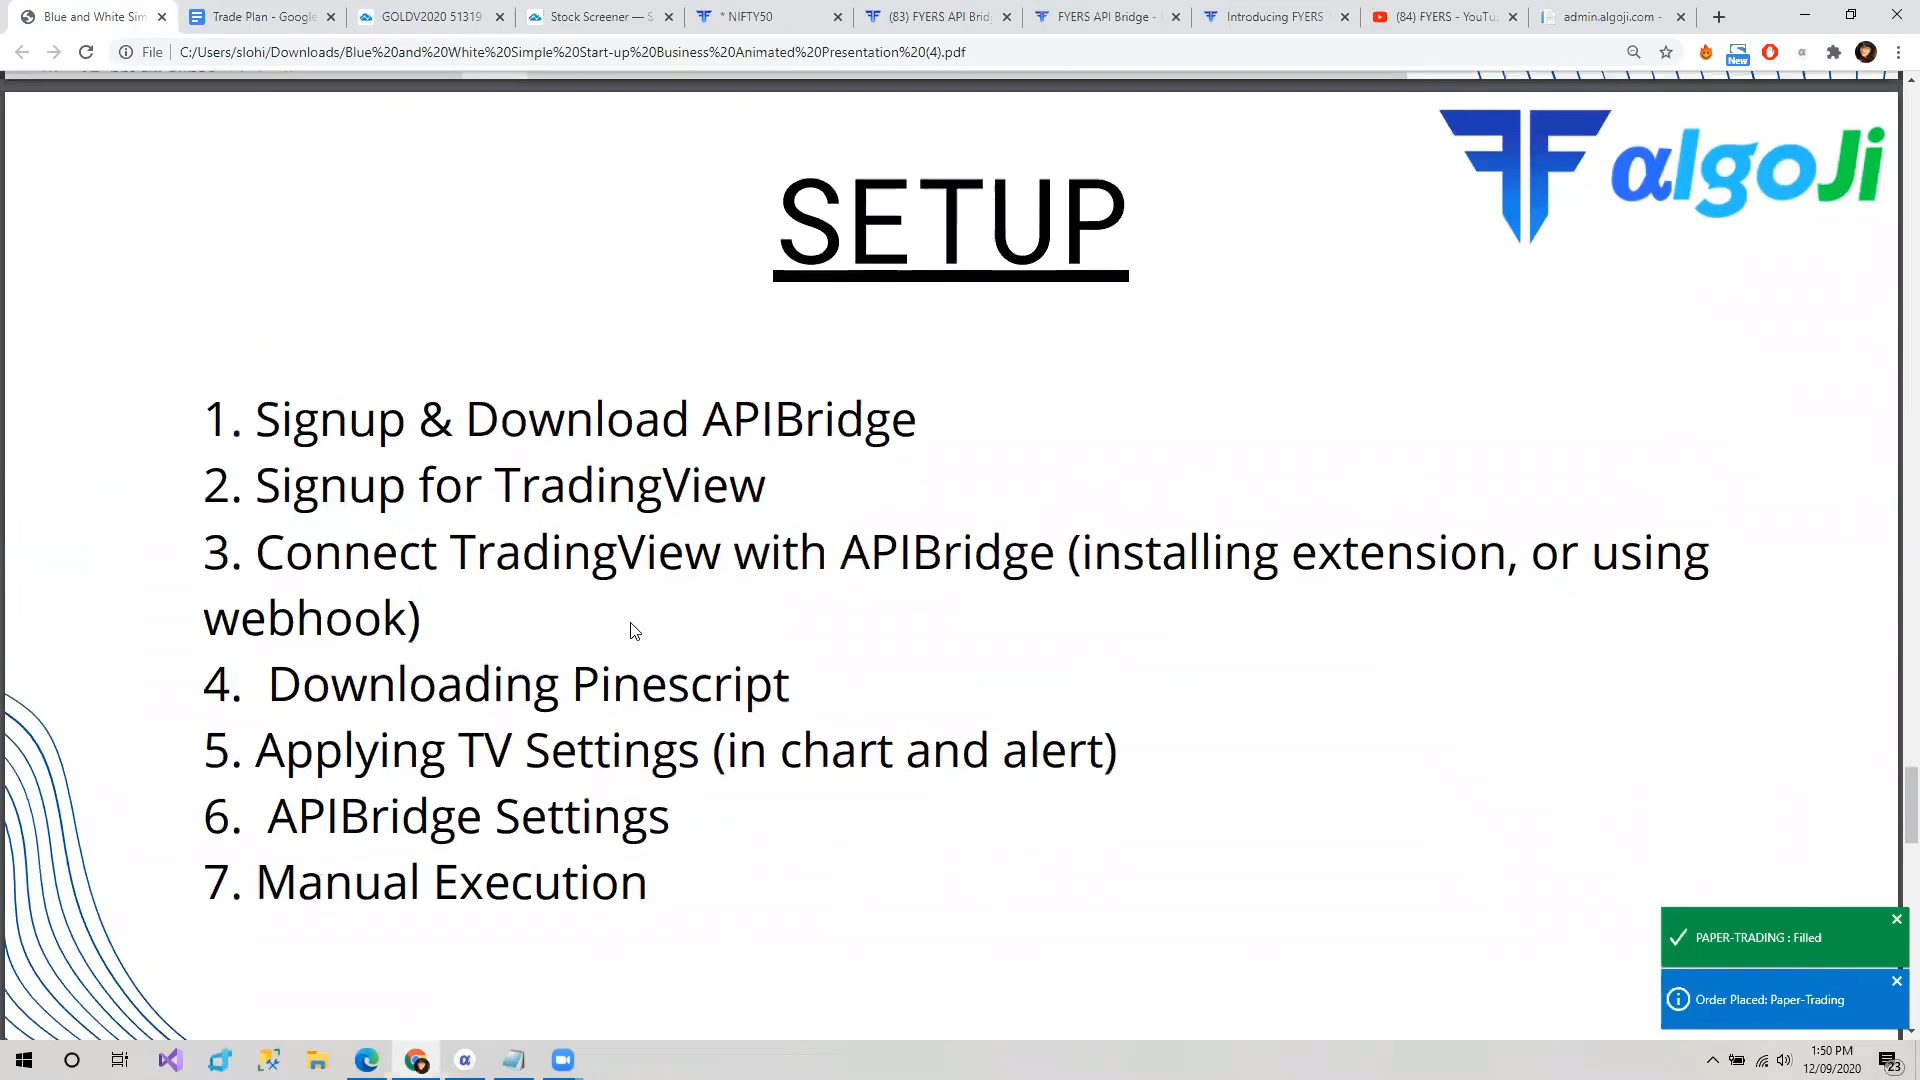 Blue and White Sim
Trade Plan - Google
GOLDV2020 51319
Stock Screener — S
* NIFTY50
(83) FYERS API Brid
FYERS API Bridge -
Introducing FYERS
(84) FYERS - YouTu
admin.algoji.com -
File
C:/Users/slohi/Downloads/Blue%20and%20White%20Simple%20Start-up%20Business%20Animated%20Presentation%20(4).pdf
New
αlgoJi
SETUP
1. Signup & Download APIBridge
2. Signup for TradingView
3. Connect TradingView with APIBridge (installing extension, or using
webhook)
4. Downloading Pinescript
5. Applying TV Settings (in chart and alert)
6. APIBridge Settings
7. Manual Execution
PAPER-TRADING : Filled
Order Placed: Paper-Trading
1:50 PM
12/09/2020
23